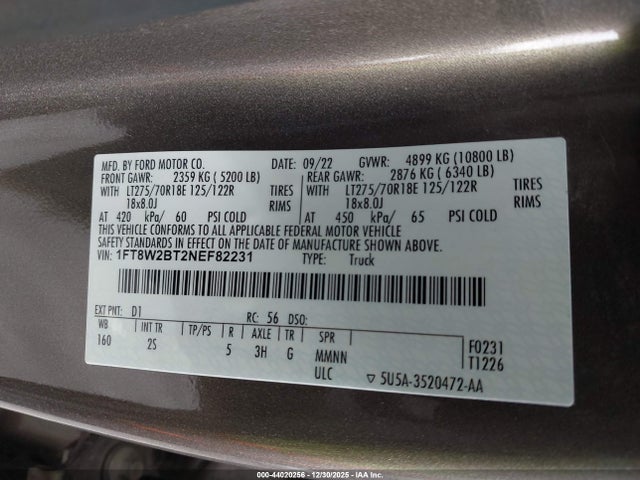 MFD. BY FORD MOTOR CO. DATE: 09/22 GVWR: 4899 KG (10800 LB)
FRONT GAWR: 2359 KG ( 5200 LB) REAR GAWR: 2876 KG ( 6340 LB)
WITH LT275/70R18E 125/122R TIRES WITH LT275/70R18E 125/122R TIRES
18x8.0J RIMS 18x8.0J RIMS
AT 420 kPa/ 60 PSI COLD AT 450 kPa/ 65 PSI COLD
THIS VEHICLE CONFORMS TO ALL APPLICABLE FEDERAL MOTOR VEHICLE
SAFETY STANDARDS IN EFFECT ON THE DATE OF MANUFACTURE SHOWN ABOVE.
VIN: 1FT8W2BT2NEF82231 TYPE: Truck
EXT PNT: D1 RC: 56 DSO:
WB INT TR TP/PS R AXLE TR SPR F0231
160 2S 5 3H G MMNN T1226
ULC ▽ 5U5A-3520472-AA
000-44020256 - 12/30/2025 - IAA Inc.